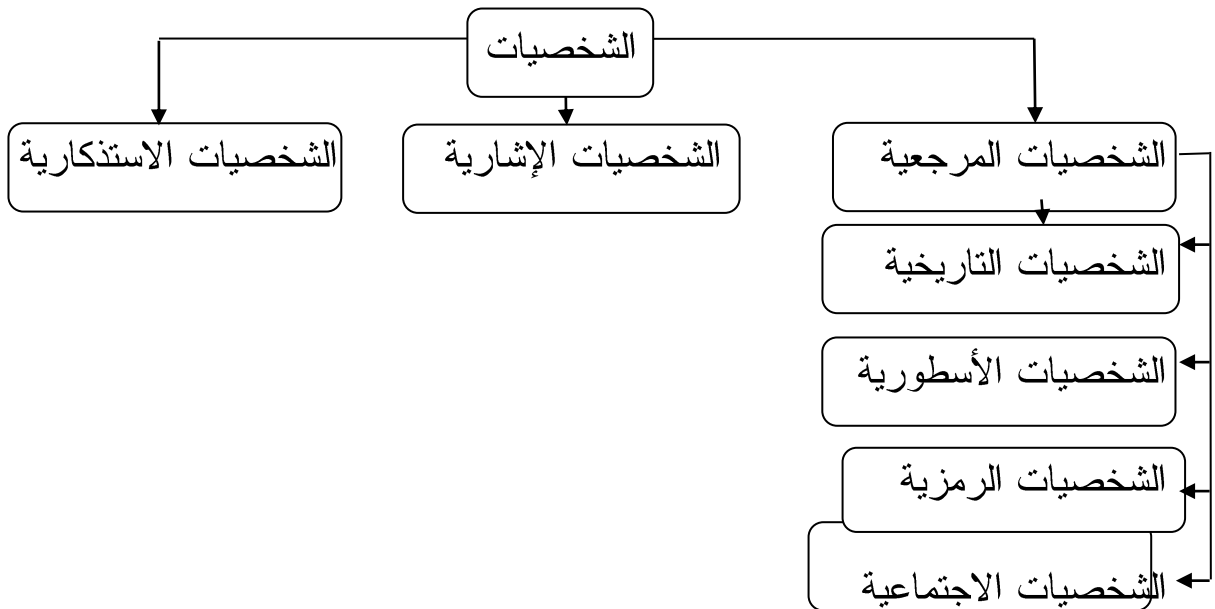 الشخصيات
الشخصيات المرجعية
الشخصيات الإشارية
الشخصيات الاستذكارية
الشخصيات التاريخية
الشخصيات الأسطورية
الشخصيات الرمزية
الشخصيات الاجتماعية